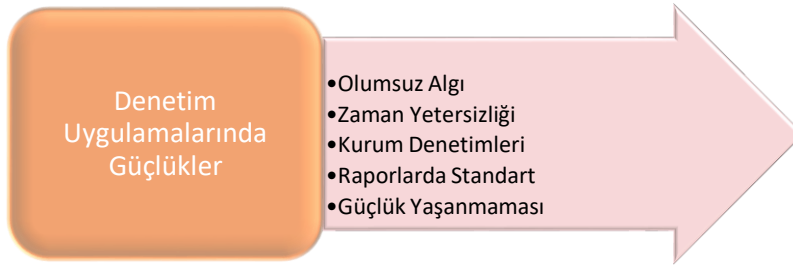 Denetim
Uygulamalarında
Güçlükler
•Olumsuz Algı
•Zaman Yetersizliği
•Kurum Denetimleri
•Raporlarda Standart
•Güçlük Yaşanmaması